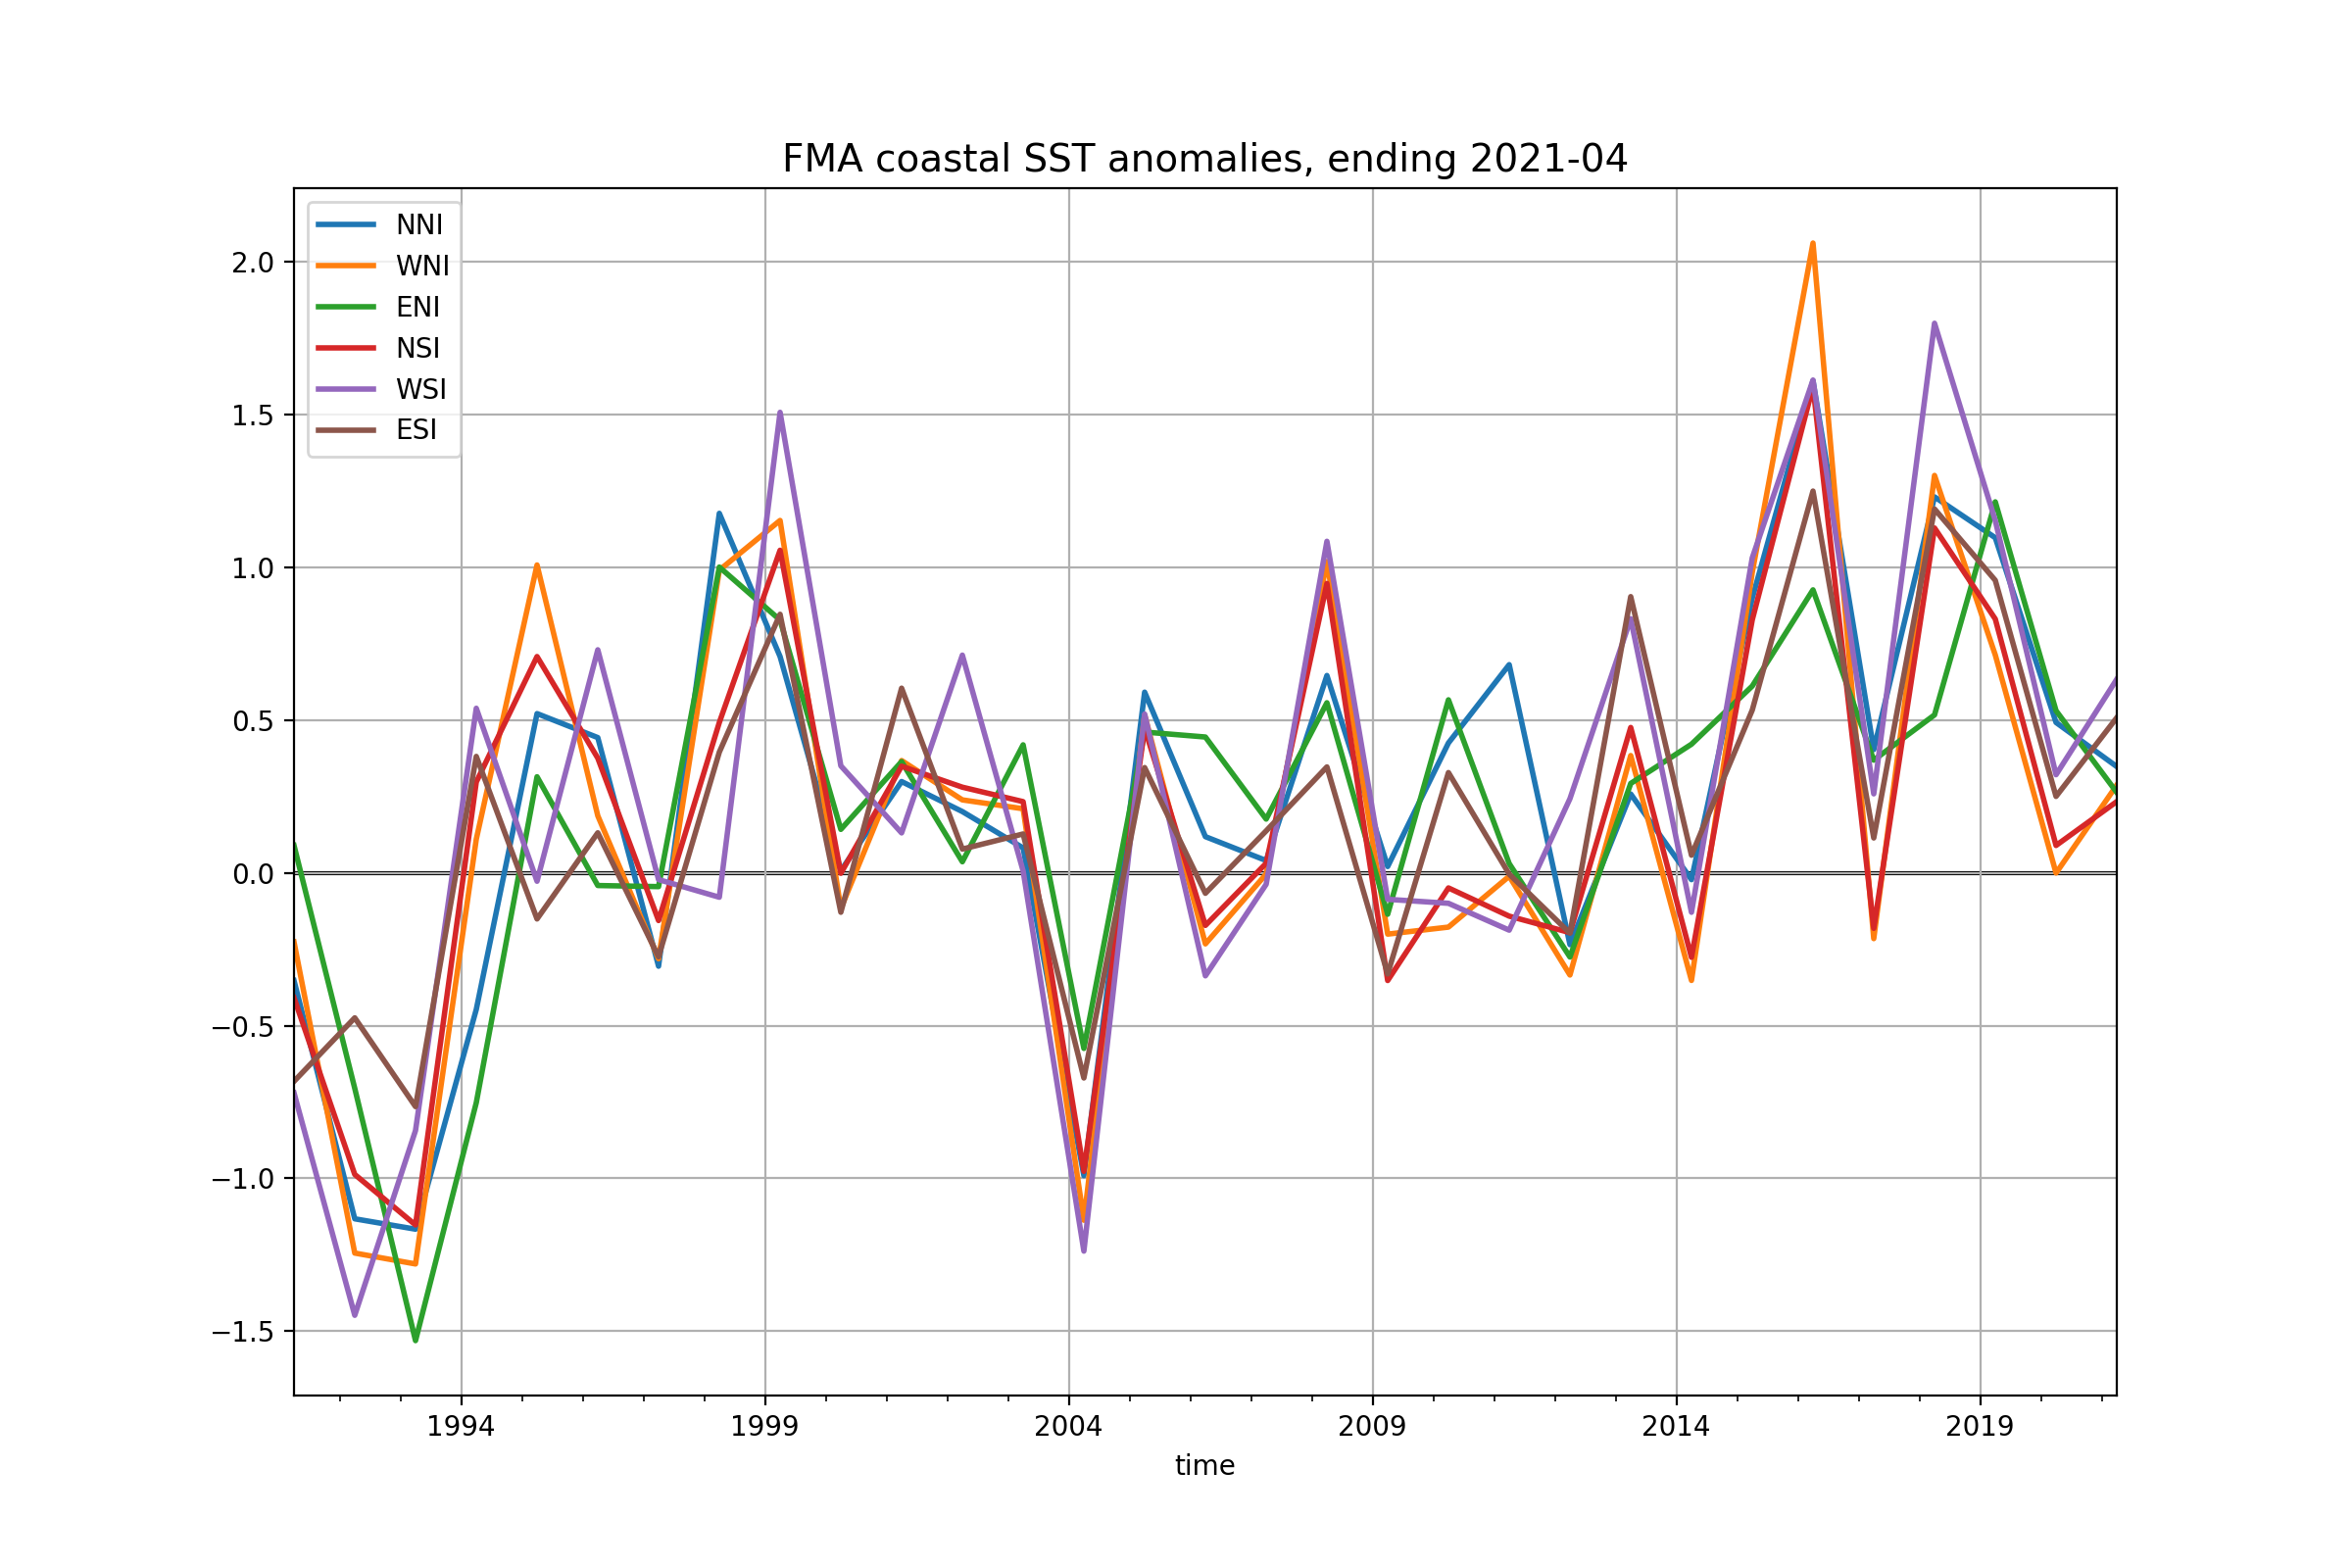 FMA coastal SST anomalies, ending 2021-04
NNI
WNI
ENI
NSI
WSI
ESI
2.0
1.5
1.0
0.5
0.0
−0.5
−1.0
−1.5
1994 1999 2004 2009 2014 2019
time